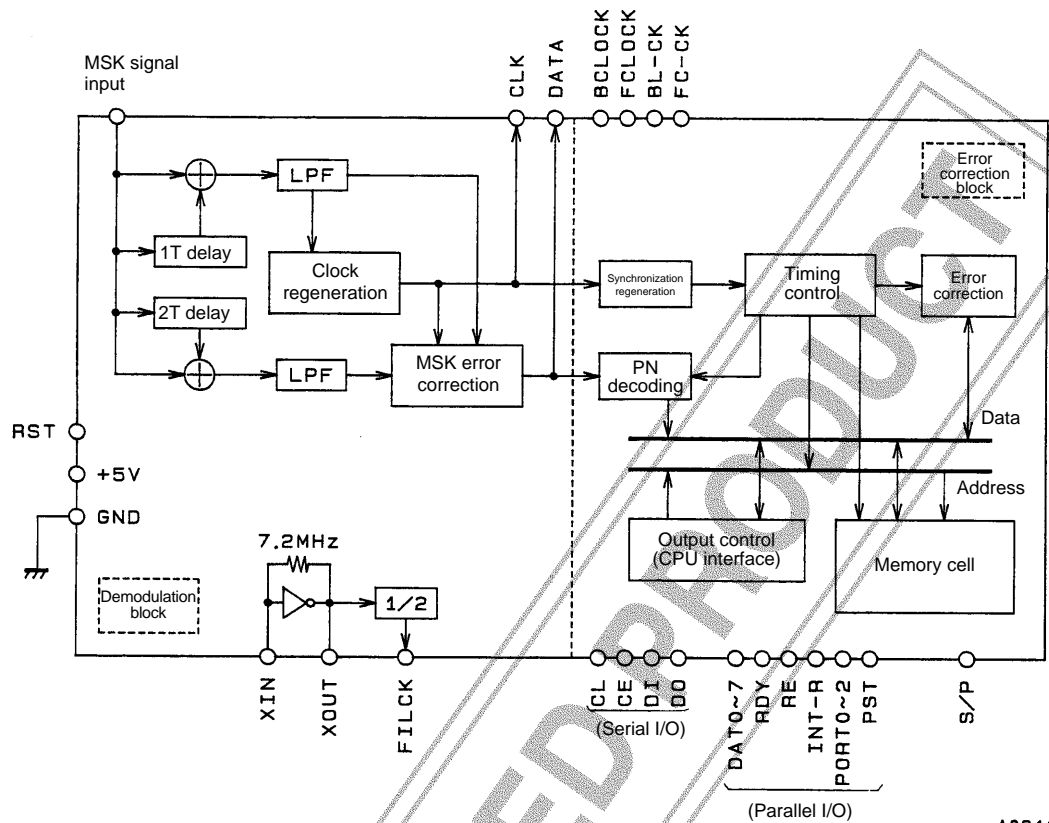 MSK signal
input
CLK
DATA
BCLOCK
FCLOCK
BL-CK
FC-CK
LPF
1T delay
Clock
regeneration
2T delay
LPF
MSK error
correction
Synchronization
regeneration
Timing
control
Error
correction
block
Error
correction
PN
decoding
Data
Address
Output control
(CPU interface)
Memory cell
RST
+5V
GND
7.2MHz
1/2
Demodulation
block
XIN
XOUT
FILCK
CL
CE
DI
DO
(Serial I/O)
DAT0~7
RDY
RE
INT-R
PORT0~2
PST
(Parallel I/O)
S/P
ED PRODUCT